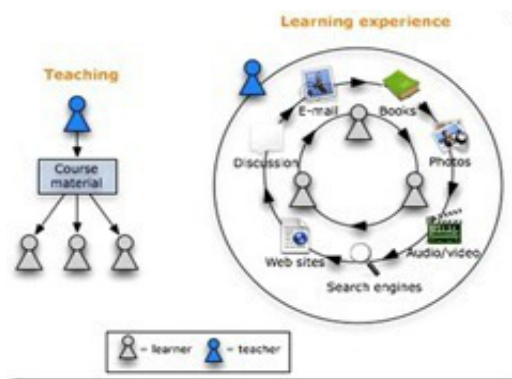 Learning experience
Teaching
E-mail
Books
Course
material
Discussion
Photos
Web sites
Audio/video
Search engines
= learner
= teacher